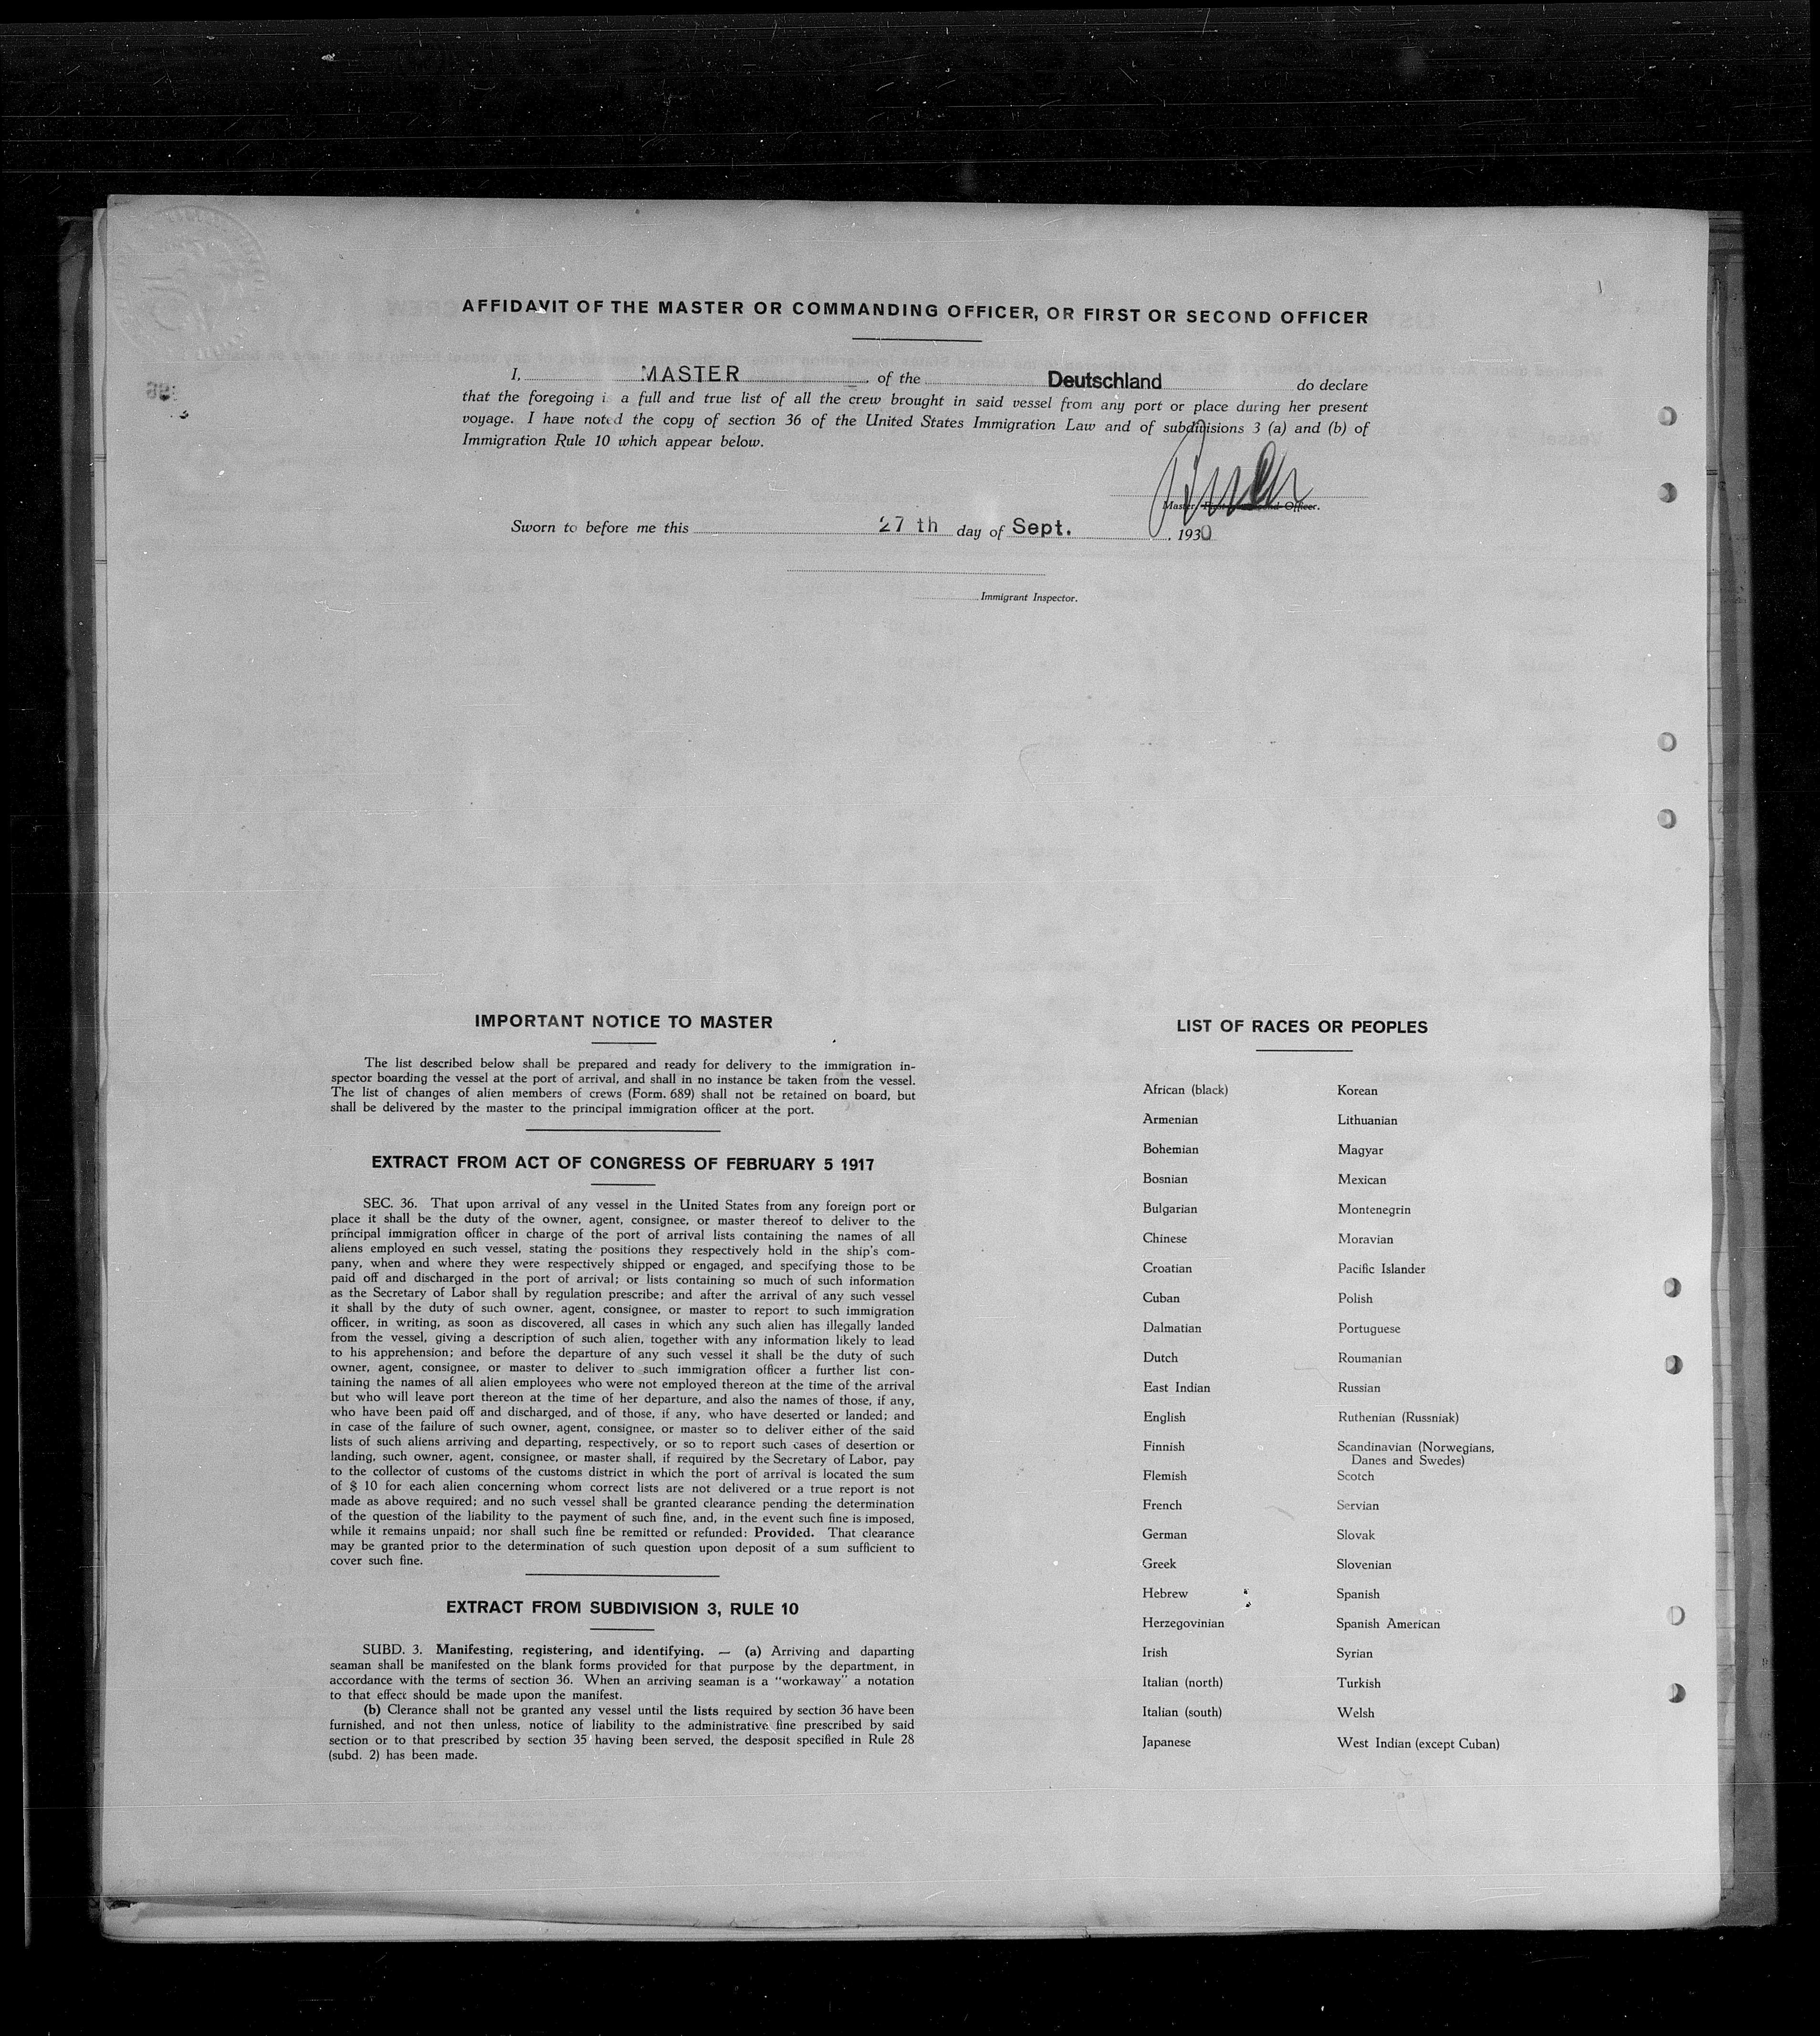 AFFIDAVIT OF THE MASTER OR COMMANDING OFFICER, OR FIRST OR SECOND OFFICER
I, MASTER of the Deutschland do declare
that the foregoing is a full and true list of all the crew brought in said vessel from any port or place during her present
voyage. I have noted the copy of section 36 of the United States Immigration Law and of subdivisions 3 (a) and (b) of
Immigration Rule 10 which appear below.
Master, First or Second Officer.
Sworn to before me this 27 th day of Sept. , 1930
Immigrant Inspector.
IMPORTANT NOTICE TO MASTER
The list described below shall be prepared and ready for delivery to the immigration in-
spector boarding the vessel at the port of arrival, and shall in no instance be taken from the vessel.
The list of changes of alien members of crews (Form. 689) shall not be retained on board, but
shall be delivered by the master to the principal immigration officer at the port.
EXTRACT FROM ACT OF CONGRESS OF FEBRUARY 5 1917
SEC. 36. That upon arrival of any vessel in the United States from any foreign port or
place it shall be the duty of the owner, agent, consignee, or master thereof to deliver to the
principal immigration officer in charge of the port of arrival lists containing the names of all
aliens employed en such vessel, stating the positions they respectively hold in the ship's com-
pany, when and where they were respectively shipped or engaged, and specifying those to be
paid off and discharged in the port of arrival; or lists containing so much of such information
as the Secretary of Labor shall by regulation prescribe; and after the arrival of any such vessel
it shall by the duty of such owner, agent, consignee, or master to report to such immigration
officer, in writing, as soon as discovered, all cases in which any such alien has illegally landed
from the vessel, giving a description of such alien, together with any information likely to lead
to his apprehension; and before the departure of any such vessel it shall be the duty of such
owner, agent, consignee, or master to deliver to such immigration officer a further list con-
taining the names of all alien employees who were not employed thereon at the time of the arrival
but who will leave port thereon at the time of her departure, and also the names of those, if any,
who have been paid off and discharged, and of those, if any, who have deserted or landed; and
in case of the failure of such owner, agent, consignee, or master so to deliver either of the said
lists of such aliens arriving and departing, respectively, or so to report such cases of desertion or
landing, such owner, agent, consignee, or master shall, if required by the Secretary of Labor, pay
to the collector of customs of the customs district in which the port of arrival is located the sum
of $ 10 for each alien concerning whom correct lists are not delivered or a true report is not
made as above required; and no such vessel shall be granted clearance pending the determination
of the question of the liability to the payment of such fine, and, in the event such fine is imposed,
while it remains unpaid; nor shall such fine be remitted or refunded: Provided. That clearance
may be granted prior to the determination of such question upon deposit of a sum sufficient to
cover such fine.
EXTRACT FROM SUBDIVISION 3, RULE 10
SUBD. 3. Manifesting, registering, and identifying. — (a) Arriving and daparting
seaman shall be manifested on the blank forms provided for that purpose by the department, in
accordance with the terms of section 36. When an arriving seaman is a "workaway" a notation
to that effect should be made upon the manifest.
(b) Clerance shall not be granted any vessel until the lists required by section 36 have been
furnished, and not then unless, notice of liability to the administrative fine prescribed by said
section or to that prescribed by section 35 having been served, the desposit specified in Rule 28
(subd. 2) has been made.
LIST OF RACES OR PEOPLES
African (black)
Armenian
Bohemian
Bosnian
Bulgarian
Chinese
Croatian
Cuban
Dalmatian
Dutch
East Indian
English
Finnish
Flemish
French
German
Greek
Hebrew
Herzegovinian
Irish
Italian (north)
Italian (south)
Japanese
Korean
Lithuanian
Magyar
Mexican
Montenegrin
Moravian
Pacific Islander
Polish
Portuguese
Roumanian
Russian
Ruthenian (Russniak)
Scandinavian (Norwegians,
Danes and Swedes)
Scotch
Servian
Slovak
Slovenian
Spanish
Spanish American
Syrian
Turkish
Welsh
West Indian (except Cuban)